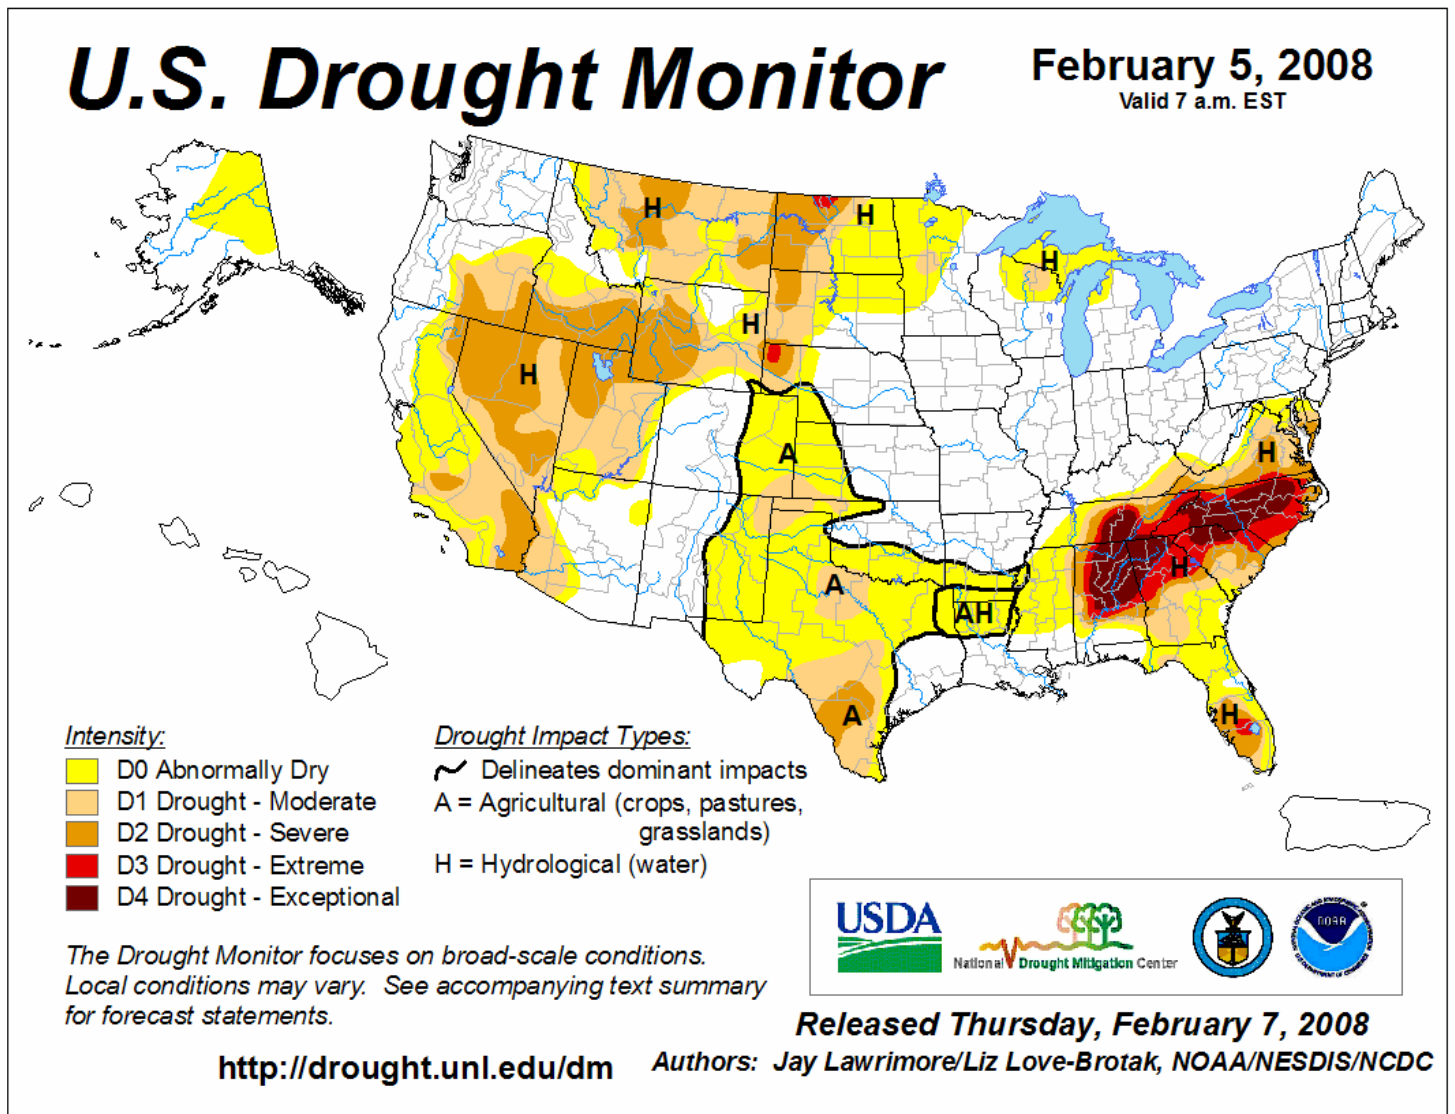 U.S. Drought Monitor
February 5, 2008
Valid 7 a.m. EST
H
H
H
H
H
A
H
A
AH
H
A
H
Intensity:
D0 Abnormally Dry
D1 Drought - Moderate
D2 Drought - Severe
D3 Drought - Extreme
D4 Drought - Exceptional
Drought Impact Types:
Delineates dominant impacts
A = Agricultural (crops, pastures,
grasslands)
H = Hydrological (water)
The Drought Monitor focuses on broad-scale conditions.
Local conditions may vary. See accompanying text summary
for forecast statements.
http://drought.unl.edu/dm
USDA
National Drought Mitigation Center
NOAA
Released Thursday, February 7, 2008
Authors: Jay Lawrimore/Liz Love-Brotak, NOAA/NESDIS/NCDC